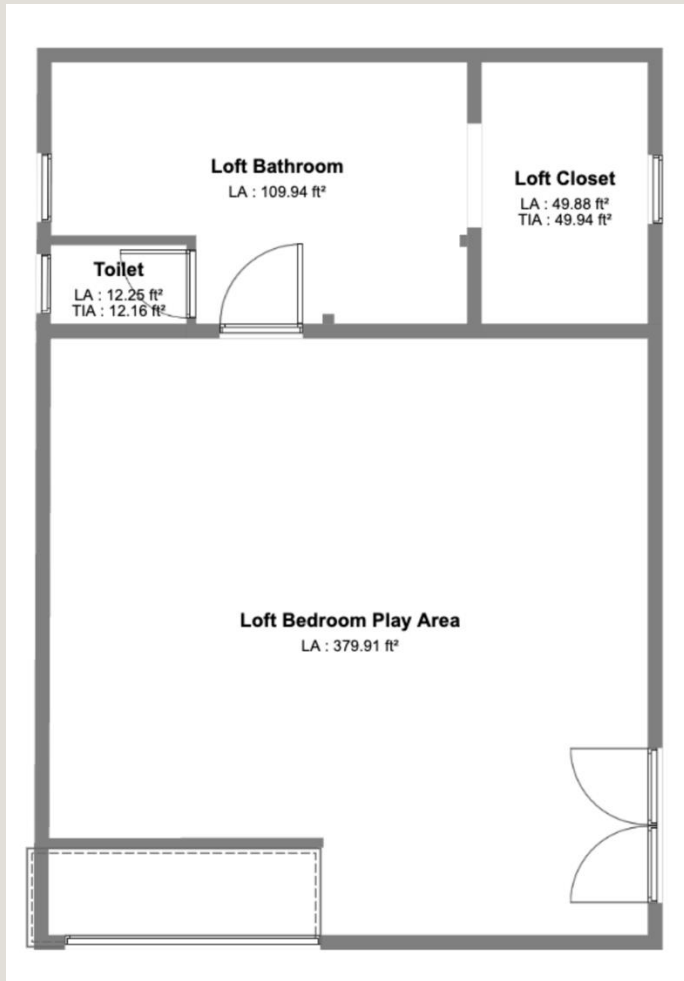 Loft Bathroom
LA : 109.94 ft²
Loft Closet
LA : 49.88 ft²
TIA : 49.94 ft²
Toilet
LA : 12.25 ft²
TIA : 12.16 ft²
Loft Bedroom Play Area
LA : 379.91 ft²